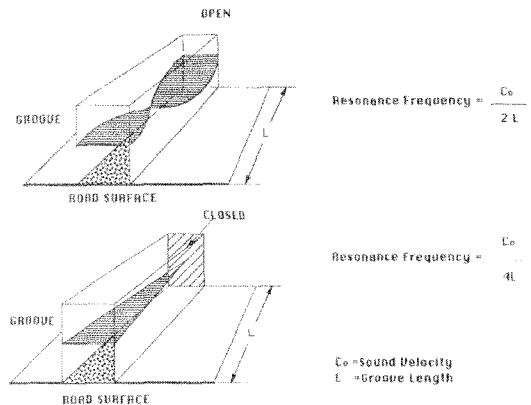 OPEN
GROOVE
L
ROAD SURFACE
Resonance Frequency = Co / 2 L
CLOSED
GROOVE
L
ROAD SURFACE
Resonance Frequency = Co / 4L
Co = Sound Velocity
L = Groove Length